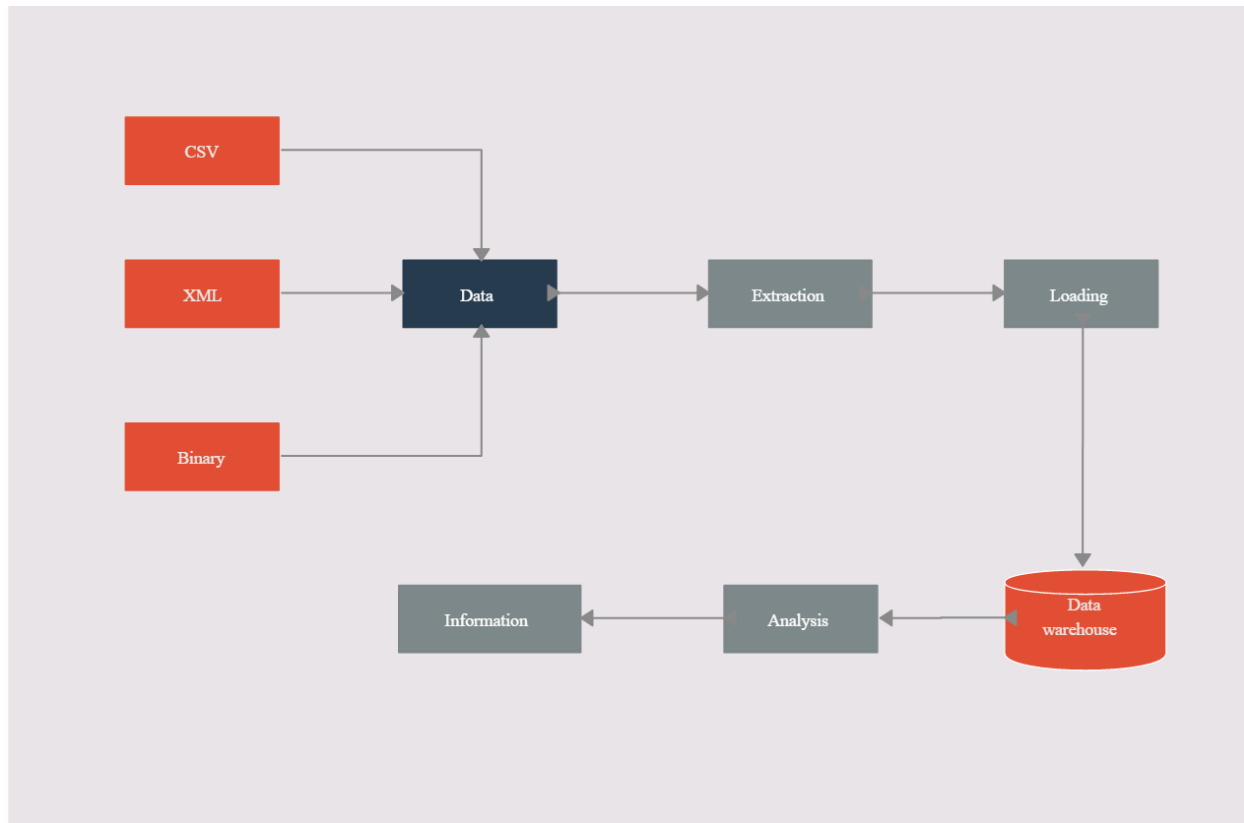 CSV
XML
Data
Extraction
Loading
Binary
Information
Analysis
Data
warehouse